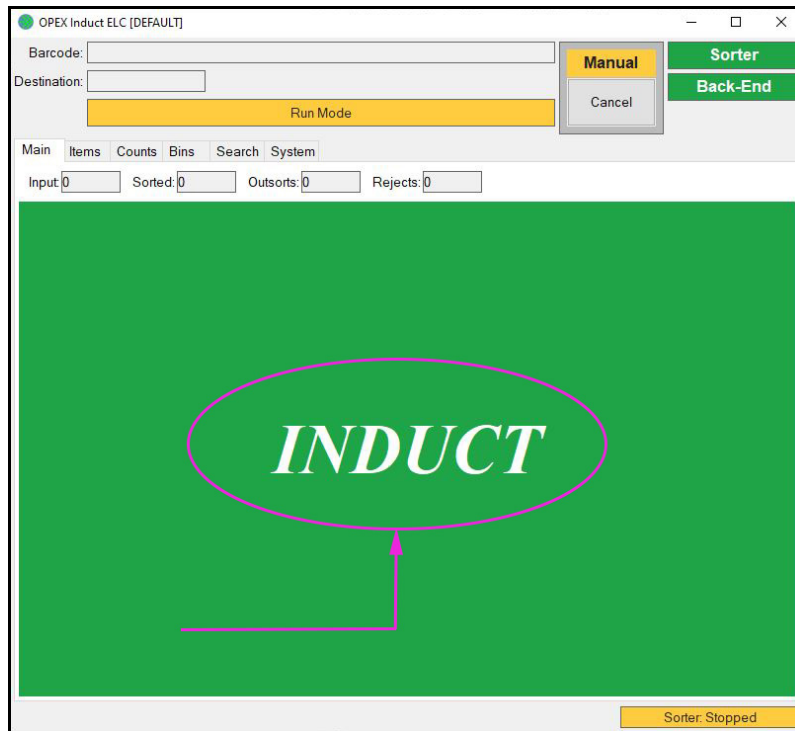 OPEX Induct ELC [DEFAULT]
Barcode:
Manual
Sorter
Destination:
Back-End
Cancel
Run Mode
Main Items Counts Bins Search System
Input: 0 Sorted: 0 Outsorts: 0 Rejects: 0
INDUCT
Sorter: Stopped